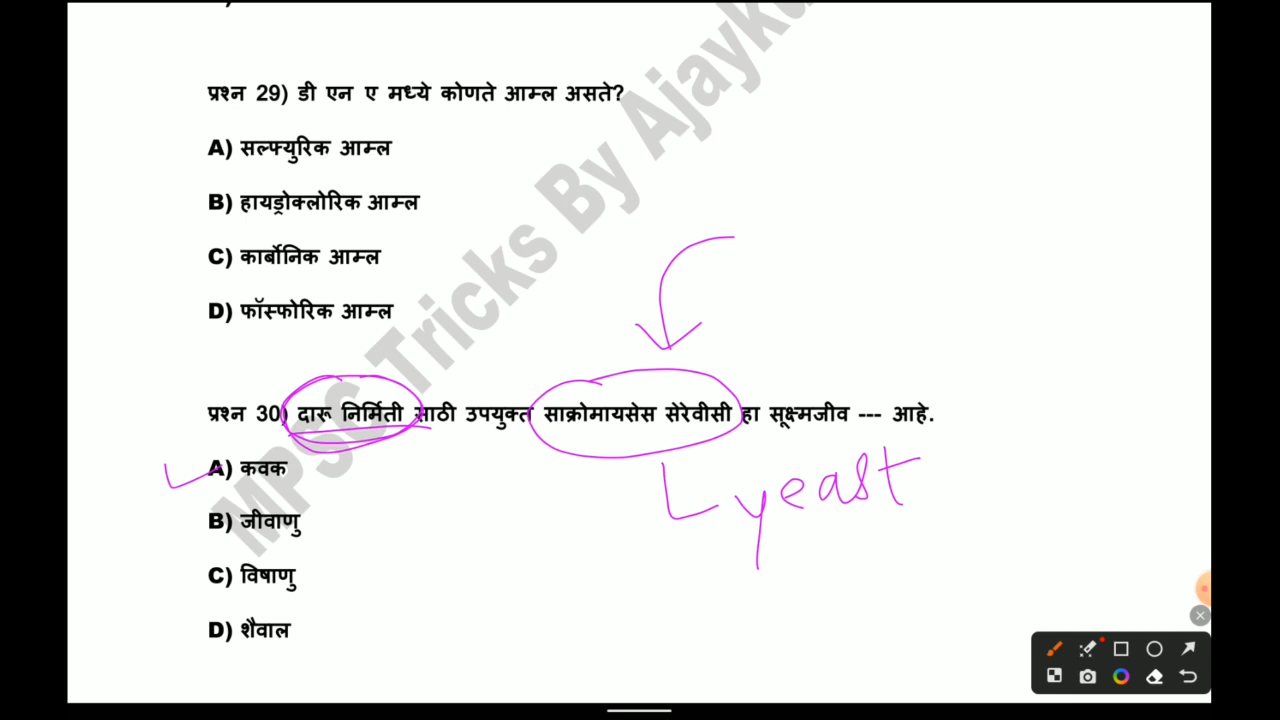 प्रश्न 29) डी एन ए मध्ये कोणते आम्ल असते?
A) सल्फ्युरिक आम्ल
B) हायड्रोक्लोरिक आम्ल
C) कार्बोनिक आम्ल
D) फॉस्फोरिक आम्ल
प्रश्न 30) दारू निर्मिती साठी उपयुक्त साक्रोमायसेस सेरेवीसी हा सूक्ष्मजीव --- आहे.
A) कवक
yeast
B) जीवाणु
C) विषाणु
D) शैवाल
MPSC Tricks By